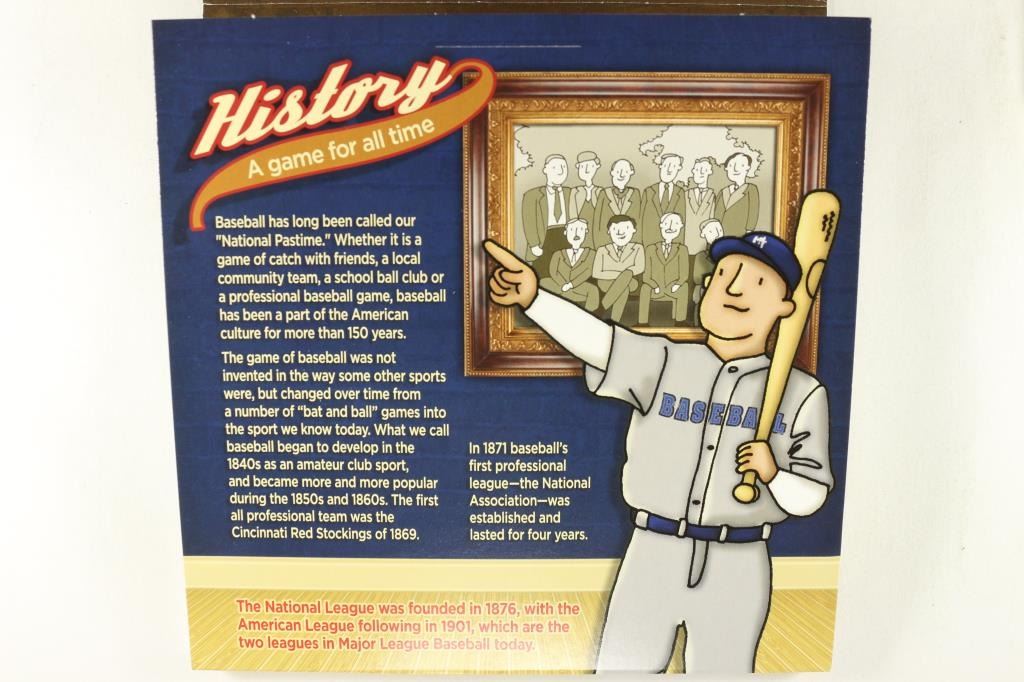 History
A game for all time
Baseball has long been called our
"National Pastime." Whether it is a
game of catch with friends, a local
community team, a school ball club or
a professional baseball game, baseball
has been a part of the American
culture for more than 150 years.
The game of baseball was not
invented in the way some other sports
were, but changed over time from
a number of “bat and ball” games into
the sport we know today. What we call
baseball began to develop in the
1840s as an amateur club sport,
and became more and more popular
during the 1850s and 1860s. The first
all professional team was the
Cincinnati Red Stockings of 1869.
In 1871 baseball's
first professional
league—the National
Association—was
established and
lasted for four years.
BASEBALL
The National League was founded in 1876, with the
American League following in 1901, which are the
two leagues in Major League Baseball today.